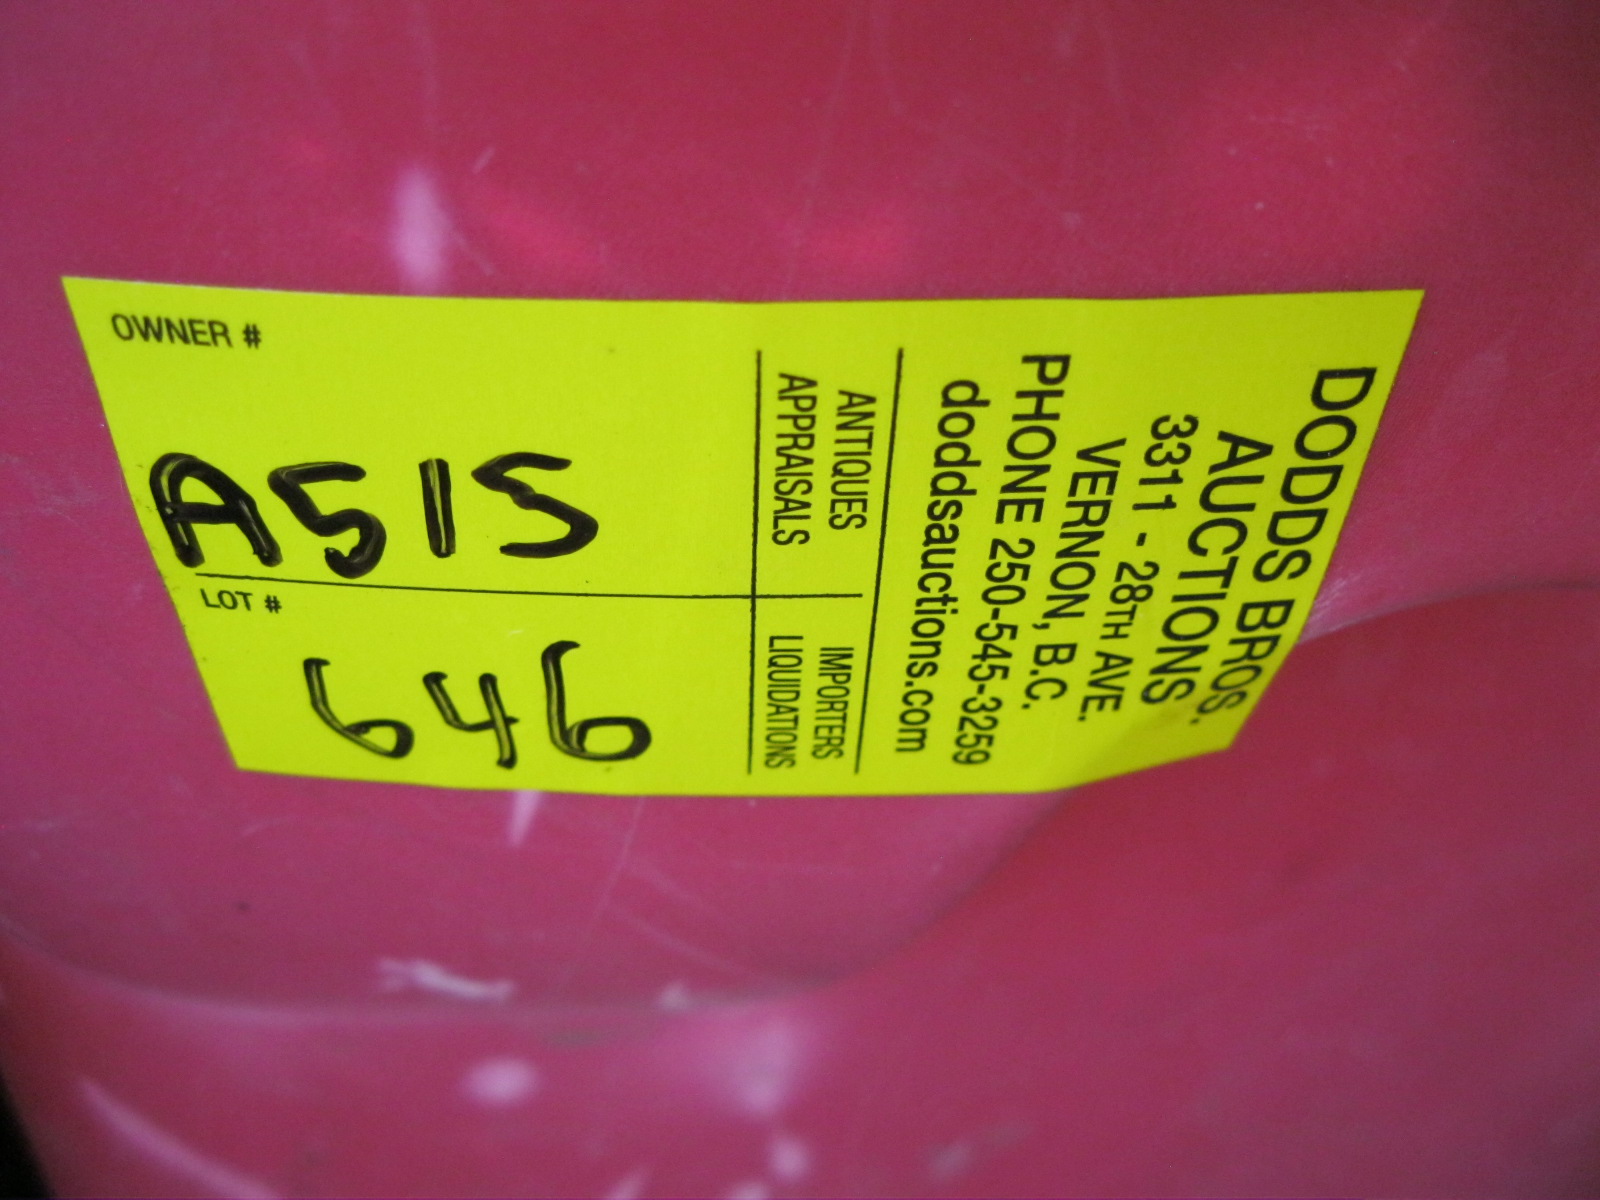 DODDS BROS.
AUCTIONS
3311 - 28TH AVE.
VERNON, B.C.
PHONE 250-545-3259
doddsauctions.com
ANTIQUES
APPRAISALS
IMPORTERS
LIQUIDATIONS
OWNER #
A515
LOT #
646